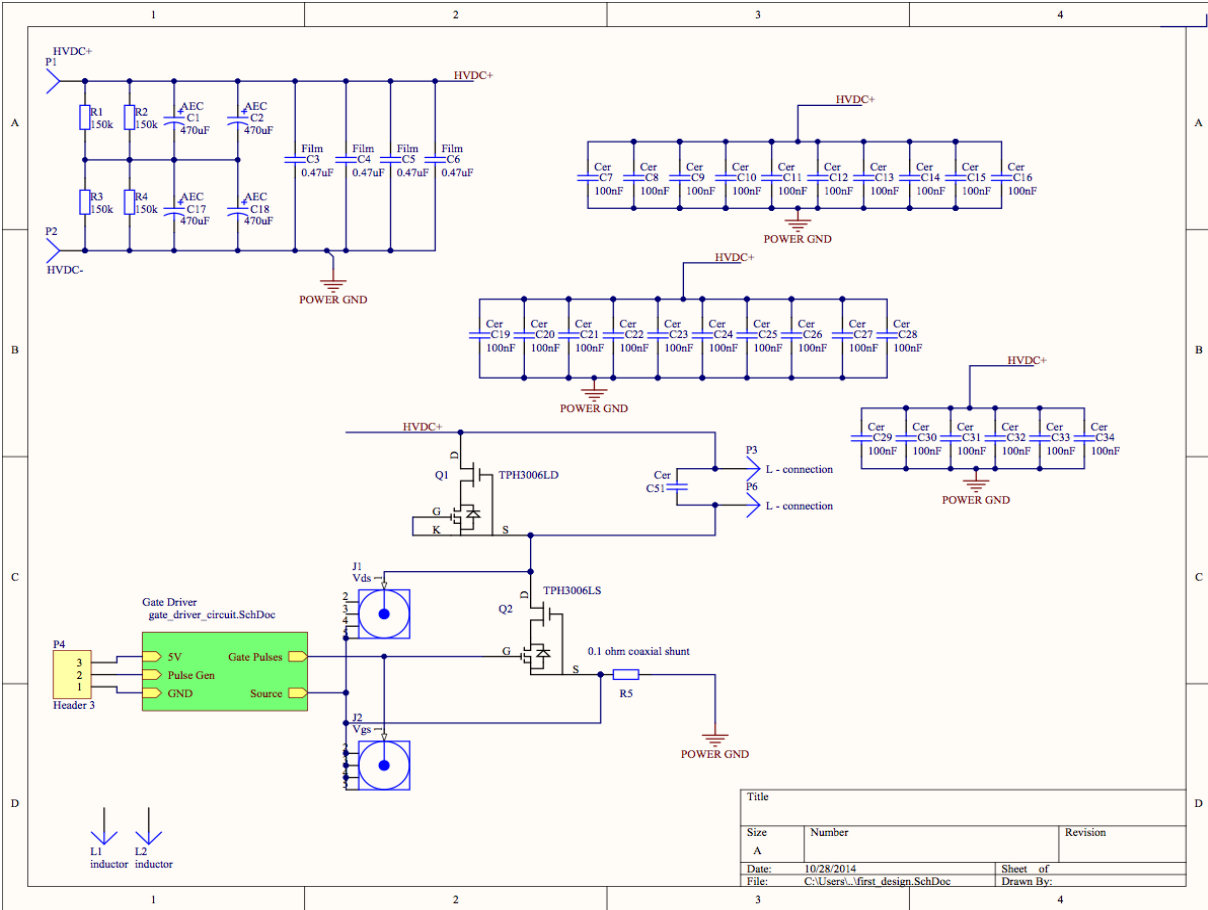 1 2 3 4
A A
B B
C C
D D
HVDC+
P1
HVDC+
R1
150k
R2
150k
AEC
C1
470uF
AEC
C2
470uF
Film
C3
0.47uF
Film
C4
0.47uF
Film
C5
0.47uF
Film
C6
0.47uF
R3
150k
R4
150k
AEC
C17
470uF
AEC
C18
470uF
P2
HVDC-
POWER GND
HVDC+
Cer
C7
100nF
Cer
C8
100nF
Cer
C9
100nF
Cer
C10
100nF
Cer
C11
100nF
Cer
C12
100nF
Cer
C13
100nF
Cer
C14
100nF
Cer
C15
100nF
Cer
C16
100nF
POWER GND
HVDC+
Cer
C19
100nF
Cer
C20
100nF
Cer
C21
100nF
Cer
C22
100nF
Cer
C23
100nF
Cer
C24
100nF
Cer
C25
100nF
Cer
C26
100nF
Cer
C27
100nF
Cer
C28
100nF
POWER GND
HVDC+
Cer
C29
100nF
Cer
C30
100nF
Cer
C31
100nF
Cer
C32
100nF
Cer
C33
100nF
Cer
C34
100nF
POWER GND
HVDC+
D
Q1
TPH3006LD
G
K
S
Cer
C51
P3
L - connection
P6
L - connection
J1
Vds
1
2
3
4
5
D
Q2
TPH3006LS
G
S
0.1 ohm coaxial shunt
R5
POWER GND
Gate Driver
gate_driver_circuit.SchDoc
5V
Pulse Gen
GND
Gate Pulses
Source
P4
3
2
1
Header 3
J2
Vgs
1
2
3
4
5
L1
inductor
L2
inductor
Title
Size
A
Number
Revision
Date: 10/28/2014 Sheet of
File: C:\Users\..\first_design.SchDoc Drawn By:
1 2 3 4